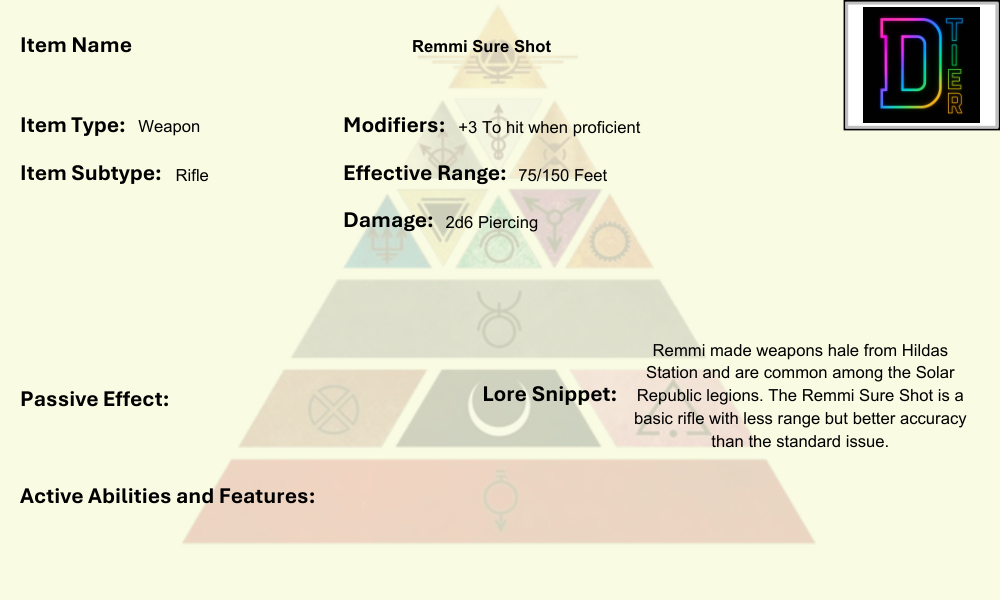 Item Name
Remmi Sure Shot
D TIER
Item Type: Weapon
Modifiers: +3 To hit when proficient
Item Subtype: Rifle
Effective Range: 75/150 Feet
Damage: 2d6 Piercing
Passive Effect:
Lore Snippet:
Remmi made weapons hale from Hildas
Station and are common among the Solar
Republic legions. The Remmi Sure Shot is a
basic rifle with less range but better accuracy
than the standard issue.
Active Abilities and Features: